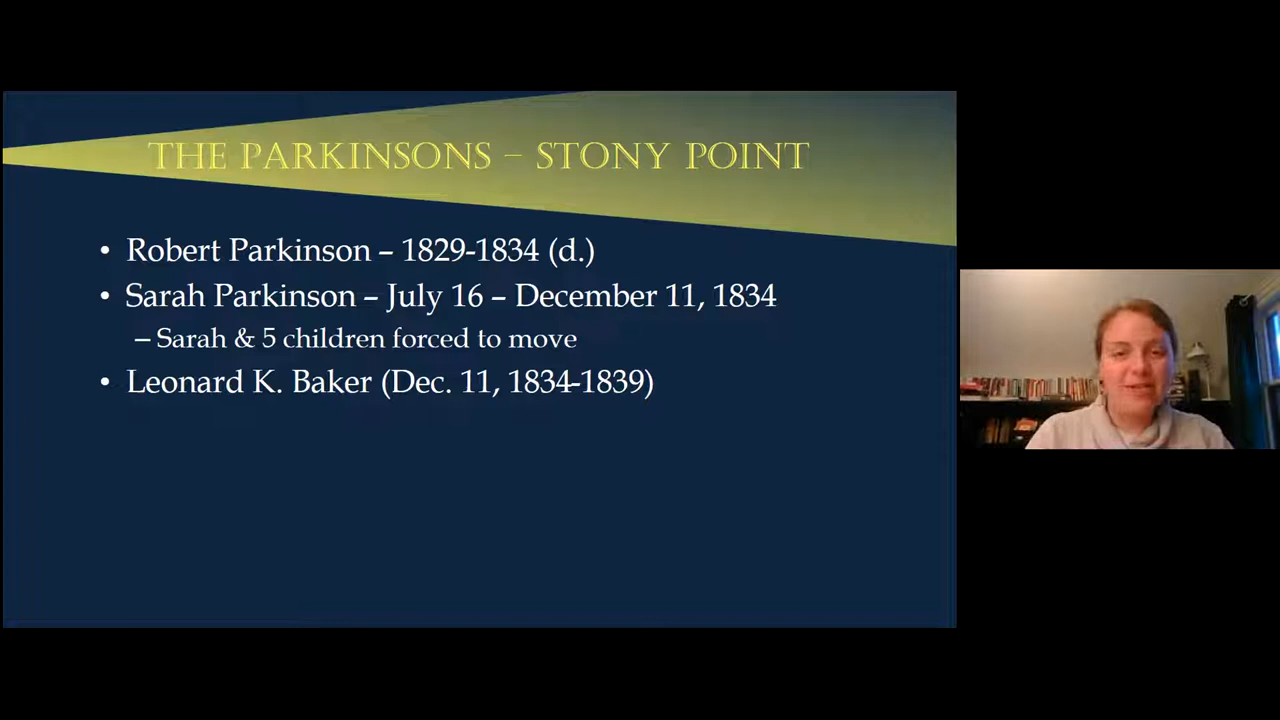 THE PARKINSONS – STONY POINT
• Robert Parkinson – 1829-1834 (d.)
• Sarah Parkinson – July 16 – December 11, 1834
– Sarah & 5 children forced to move
• Leonard K. Baker (Dec. 11, 1834-1839)